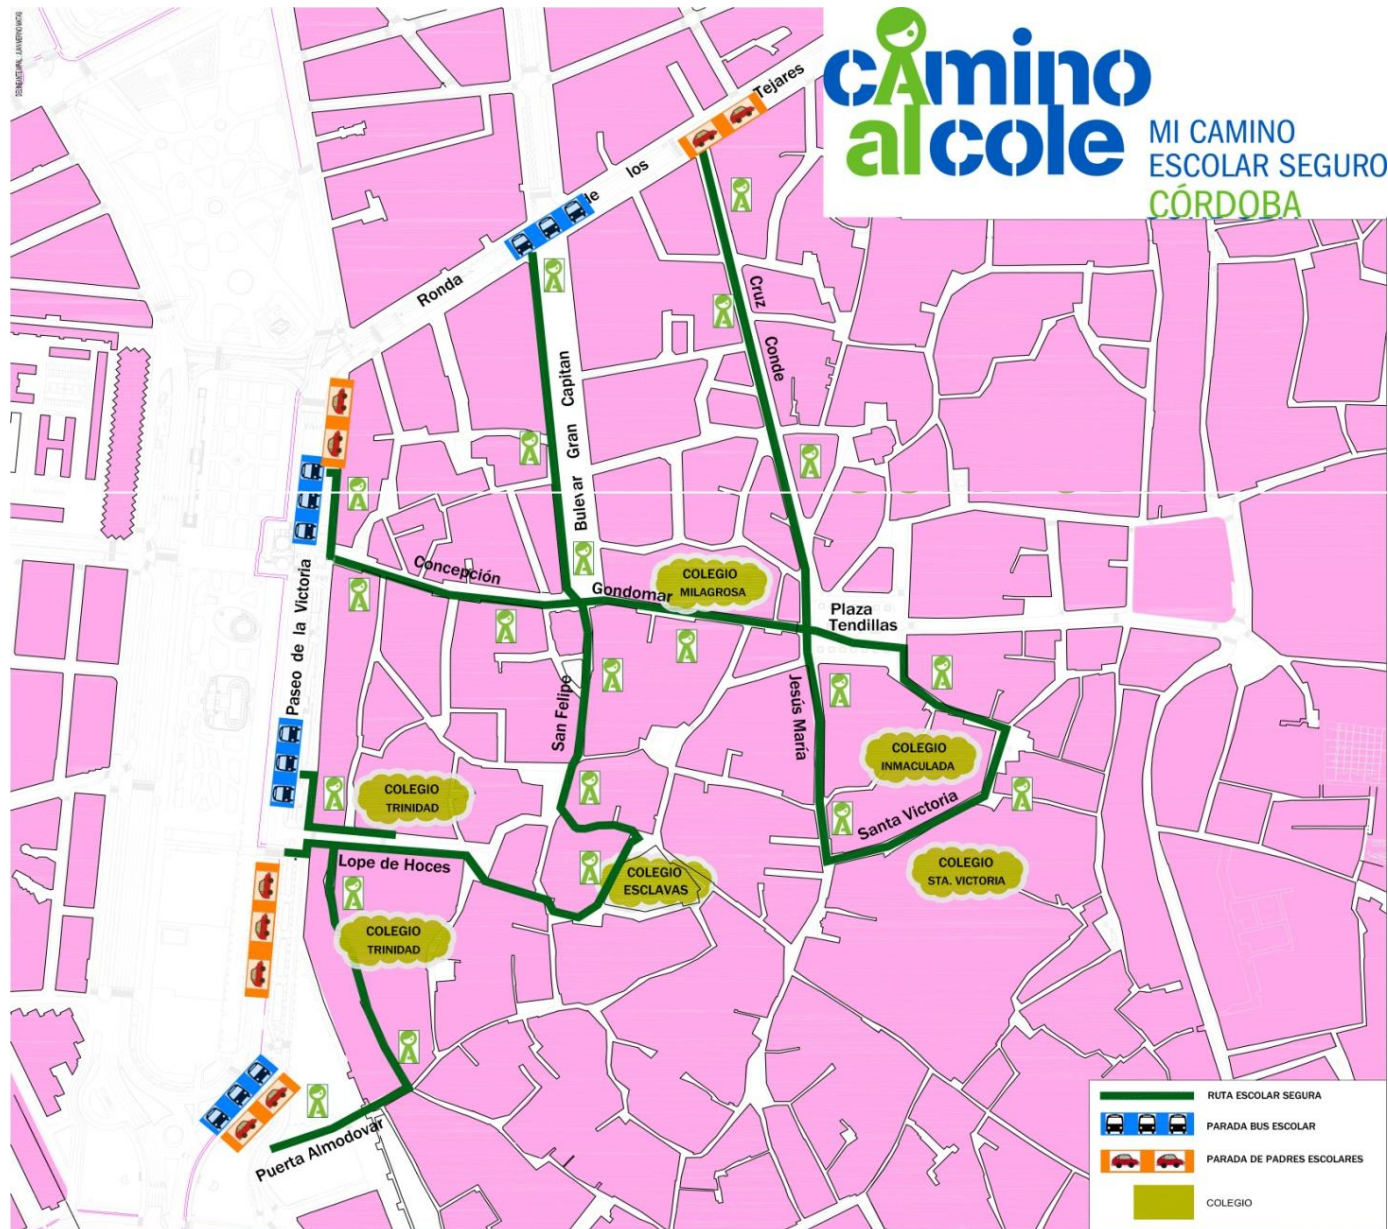 camino
al cole
MI CAMINO
ESCOLAR SEGURO
CÓRDOBA
Ronda de los Tejares
Cruz Conde
Bulevar Gran Capitan
Paseo de la Victoria
Concepción
Gondomar
COLEGIO
MILAGROSA
Plaza
Tendillas
San Felipe
Jesús María
COLEGIO
INMACULADA
COLEGIO
TRINIDAD
Santa Victoria
Lope de Hoces
COLEGIO
ESCLAVAS
COLEGIO
STA. VICTORIA
COLEGIO
TRINIDAD
Puerta Almodovar
RUTA ESCOLAR SEGURA
PARADA BUS ESCOLAR
PARADA DE PADRES ESCOLARES
COLEGIO